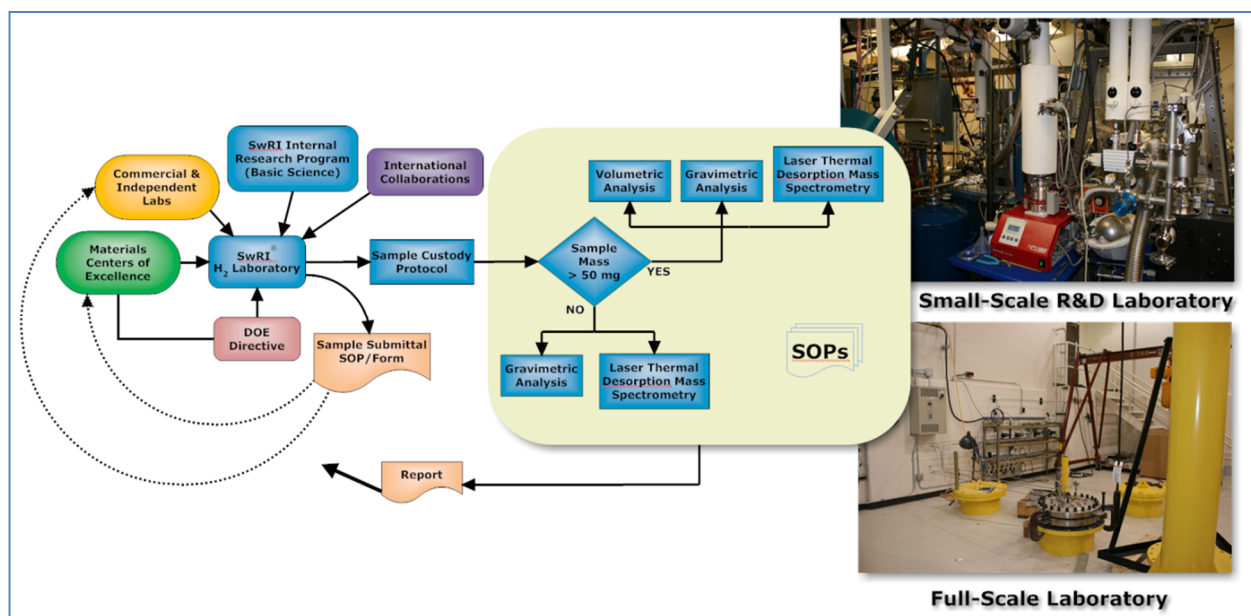 SwRI Internal
Research Program
(Basic Science)
Commercial &
Independent
Labs
International
Collaborations
Materials
Centers of
Excellence
SwRI®
H2 Laboratory
DOE
Directive
Sample Custody
Protocol
Sample Submittal
SOP/Form
Volumetric
Analysis
Gravimetric
Analysis
Laser Thermal
Desorption Mass
Spectrometry
Sample
Mass
> 50 mg
YES
NO
Gravimetric
Analysis
Laser Thermal
Desorption Mass
Spectrometry
SOPs
Report
Small-Scale R&D Laboratory
Full-Scale Laboratory